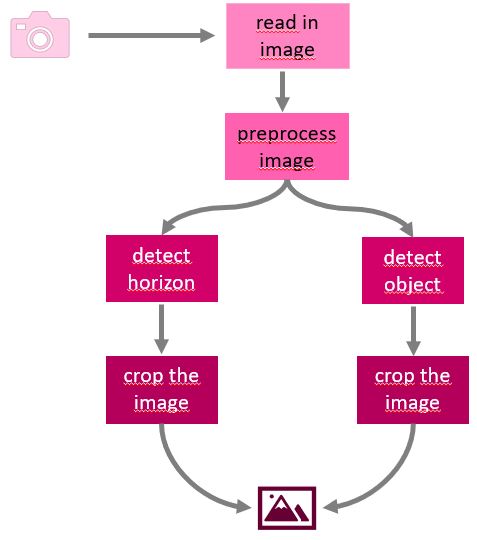 read in
image
preprocess
image
detect
horizon
detect
object
crop the
image
crop the
image